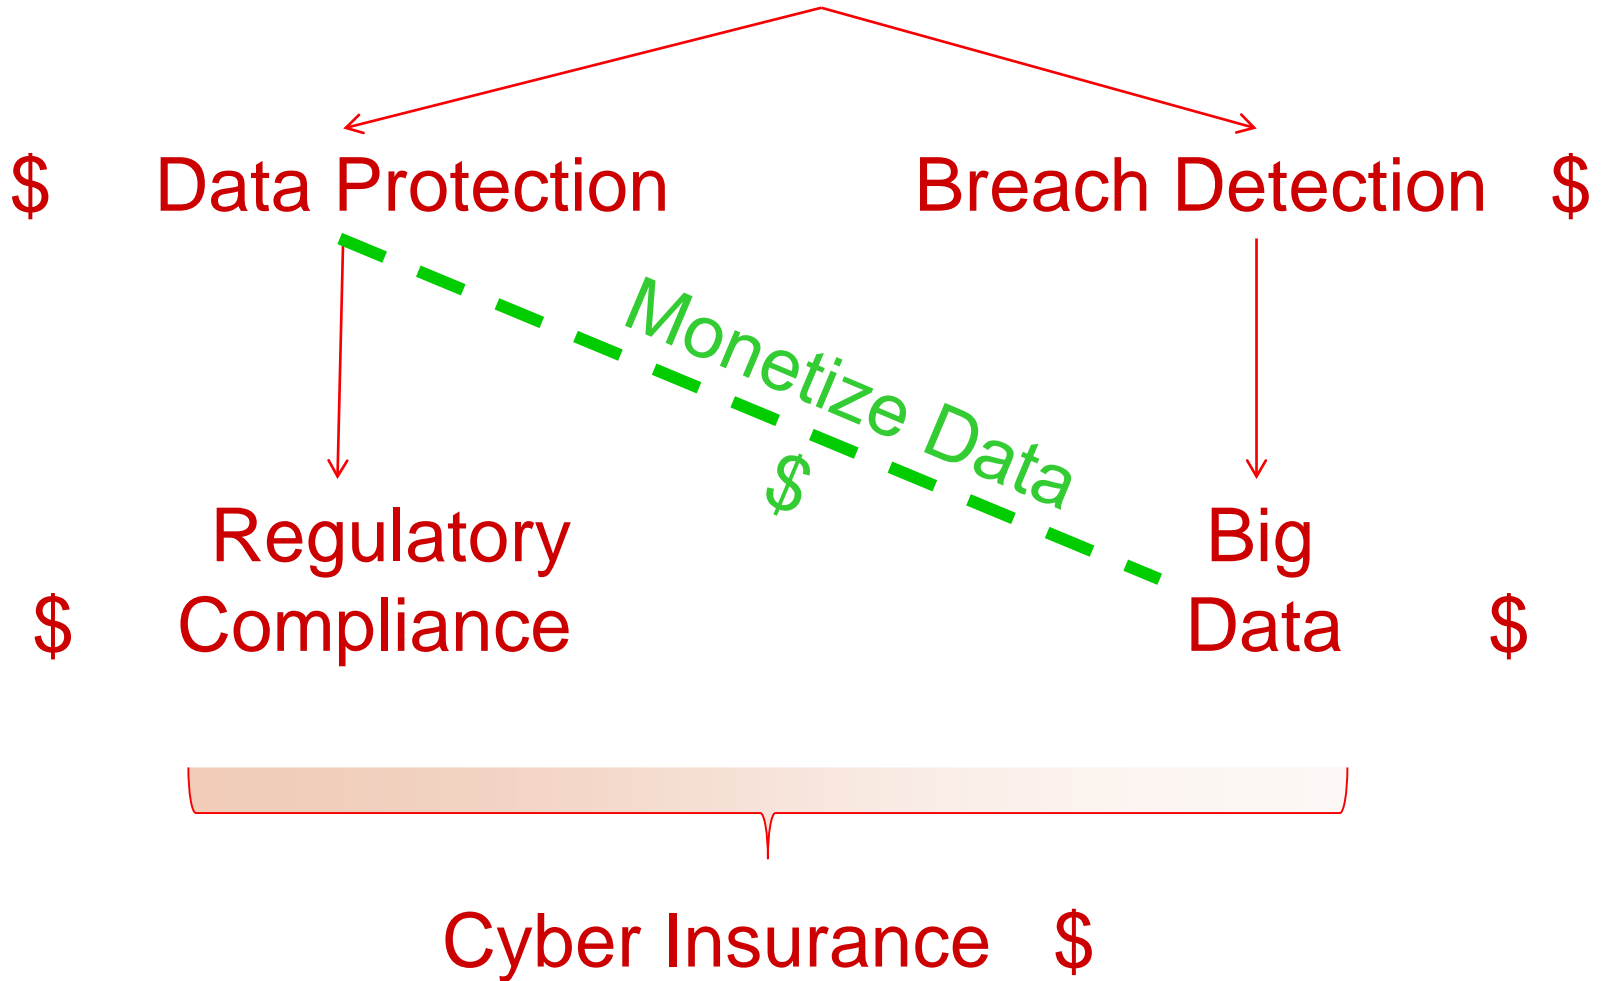 $ Data Protection Breach Detection $
Monetize Data
$
Regulatory Big
$ Compliance Data $
Cyber Insurance $